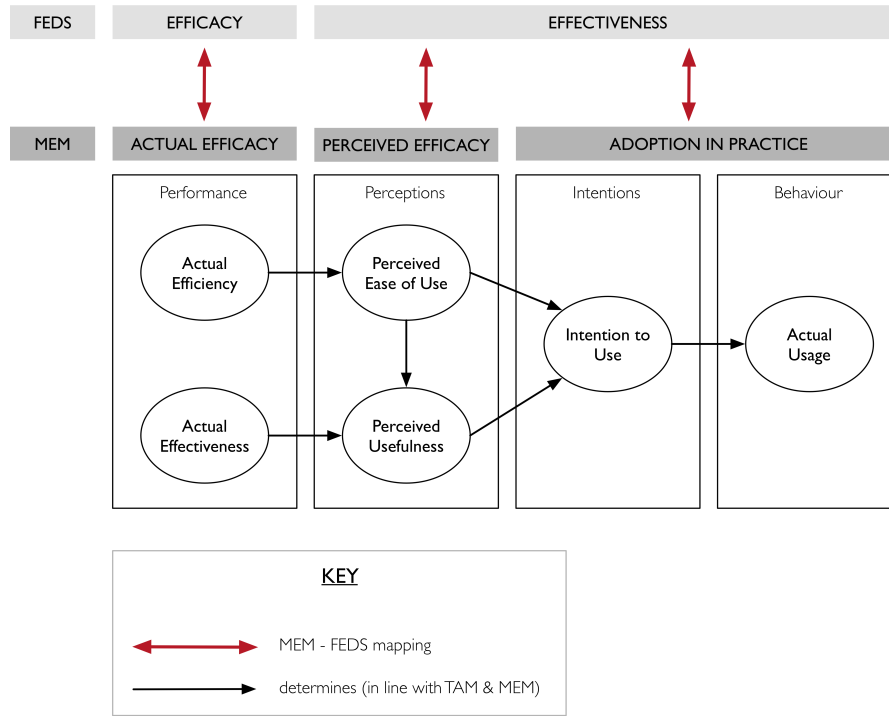 FEDS
EFFICACY
EFFECTIVENESS
MEM
ACTUAL EFFICACY
PERCEIVED EFFICACY
ADOPTION IN PRACTICE
Performance
Perceptions
Intentions
Behaviour
Actual
Efficiency
Perceived
Ease of Use
Intention to
Use
Actual
Usage
Actual
Effectiveness
Perceived
Usefulness
KEY
MEM - FEDS mapping
determines (in line with TAM & MEM)